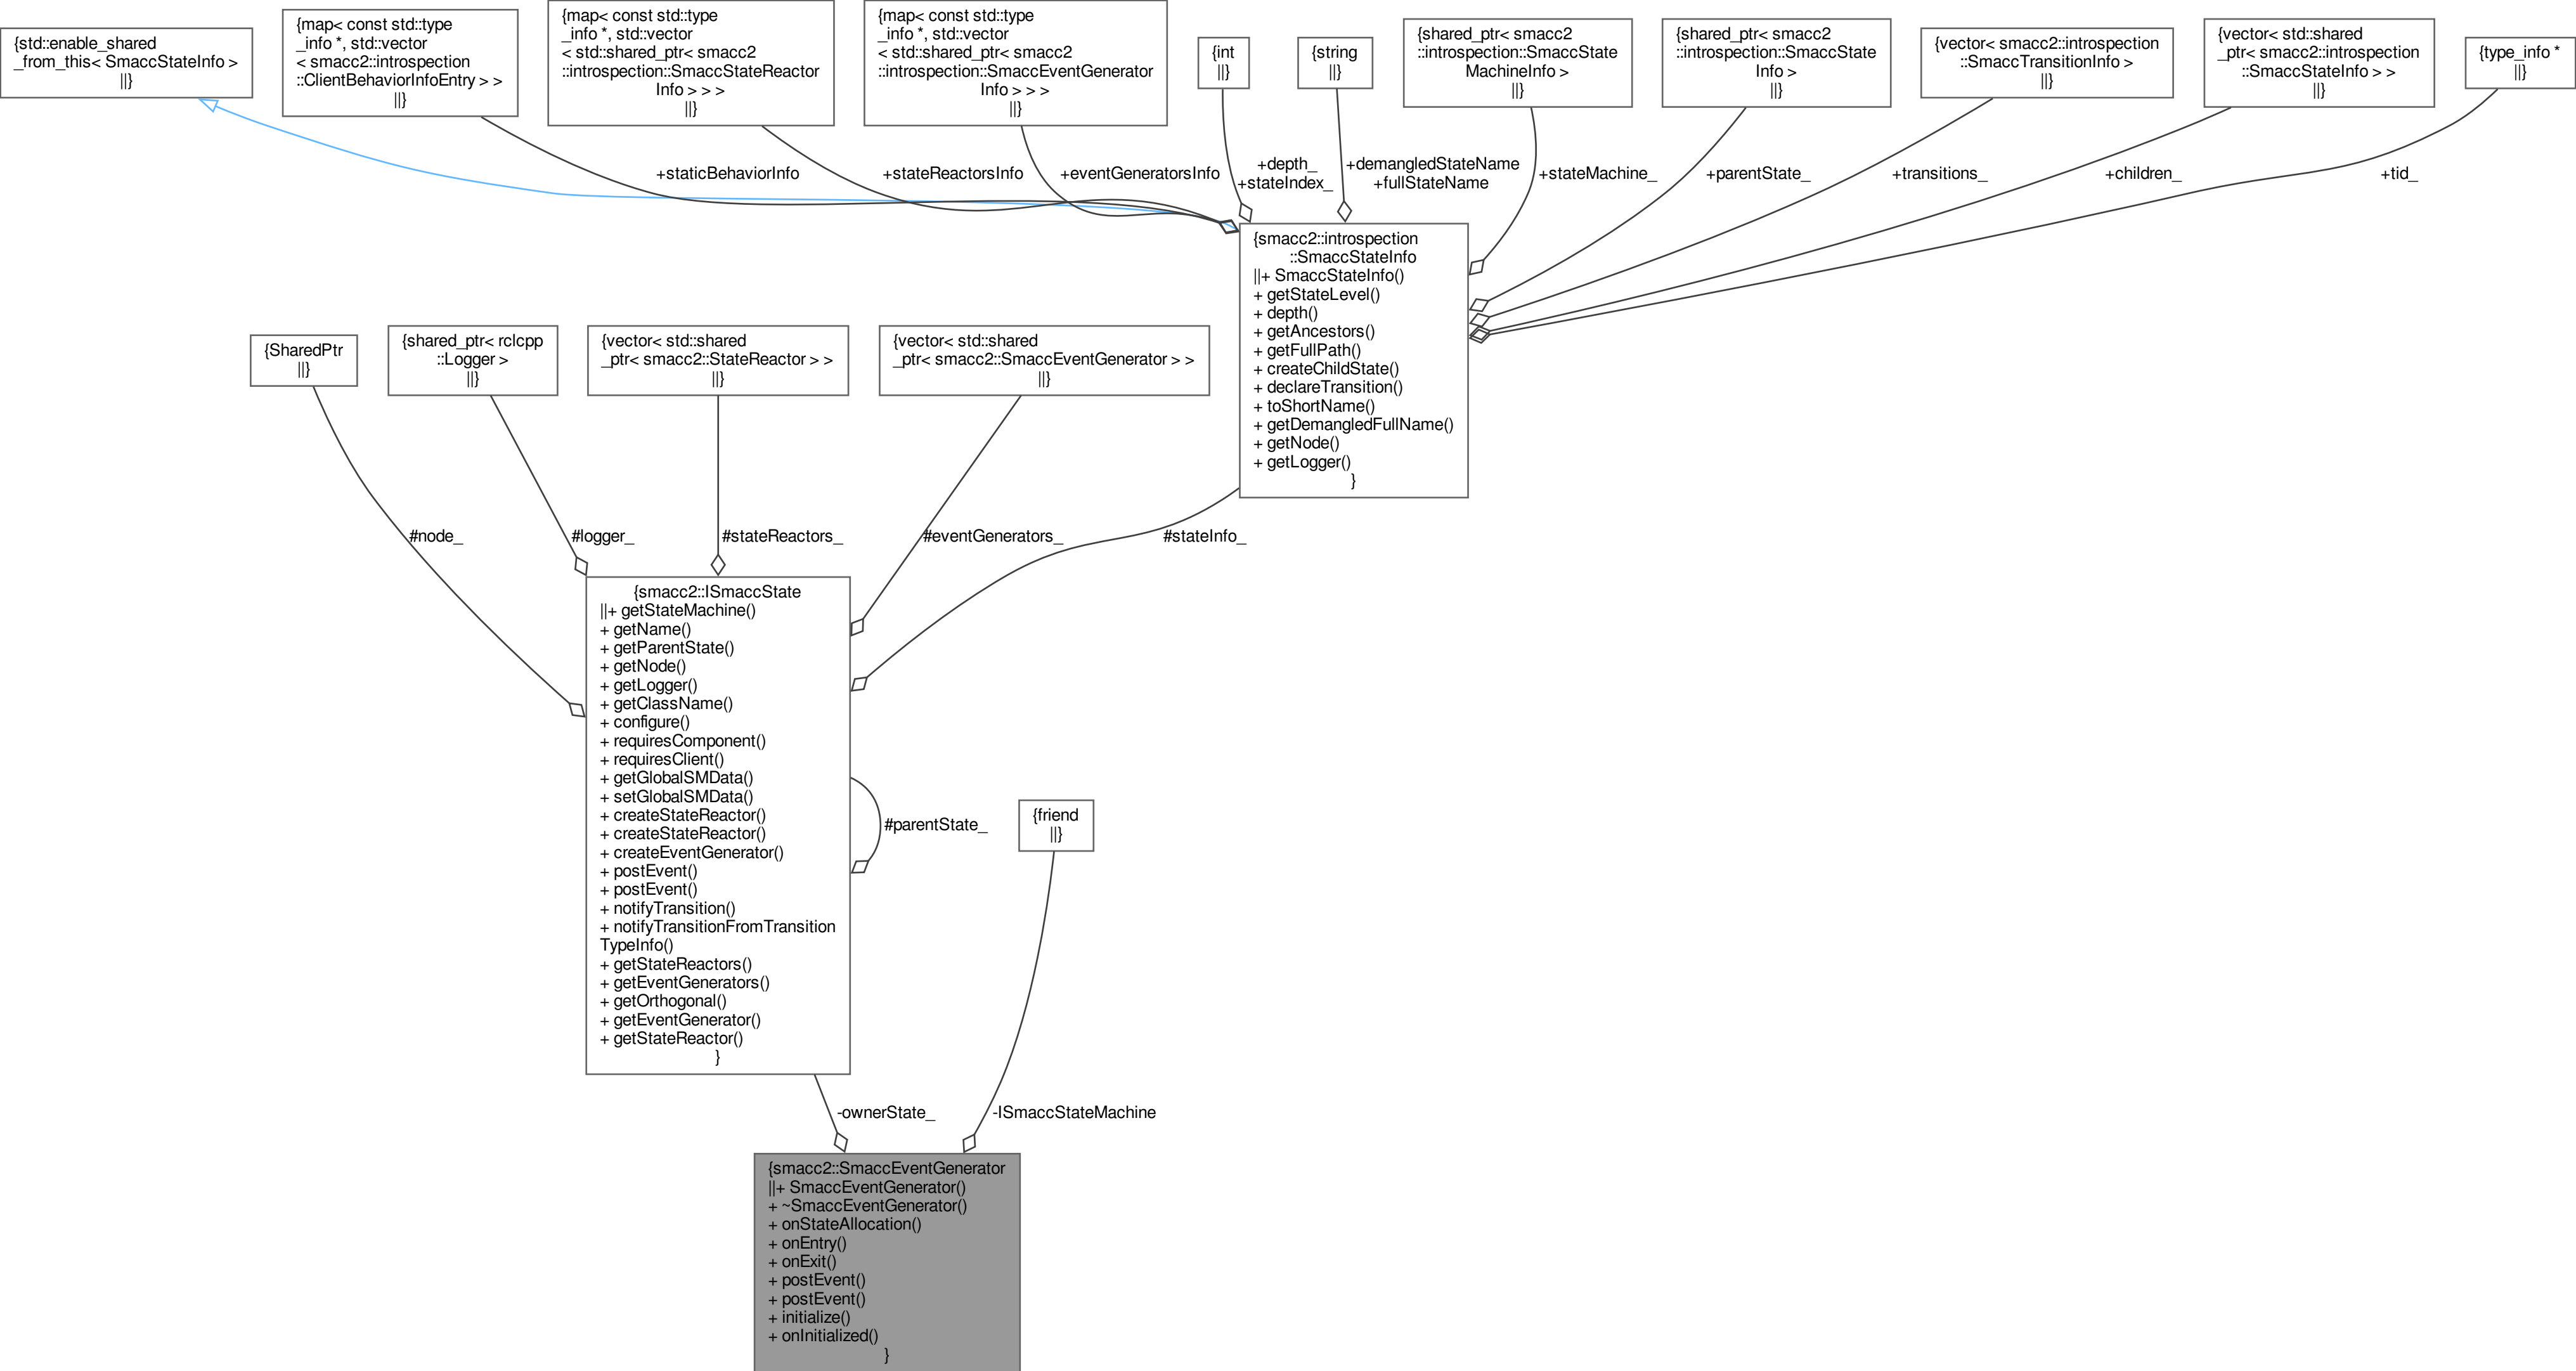 {std::enable_shared
_from_this< SmaccStateInfo >
||}
{map< const std::type
_info *, std::vector
< smacc2::introspection
::ClientBehaviorInfoEntry > >
||}
{map< const std::type
_info *, std::vector
< std::shared_ptr< smacc2
::introspection::SmaccStateReactor
Info > > >
||}
{map< const std::type
_info *, std::vector
< std::shared_ptr< smacc2
::introspection::SmaccEventGenerator
Info > > >
||}
{int
||}
{string
||}
{shared_ptr< smacc2
::introspection::SmaccState
MachineInfo >
||}
{shared_ptr< smacc2
::introspection::SmaccState
Info >
||}
{vector< smacc2::introspection
::SmaccTransitionInfo >
||}
{vector< std::shared
_ptr< smacc2::introspection
::SmaccStateInfo > >
||}
{type_info *
||}
+staticBehaviorInfo
+stateReactorsInfo
+eventGeneratorsInfo
+depth_
+stateIndex_
+demangledStateName
+fullStateName
+stateMachine_
+parentState_
+transitions_
+children_
+tid_
{smacc2::introspection
::SmaccStateInfo
||+ SmaccStateInfo()
+ getStateLevel()
+ depth()
+ getAncestors()
+ getFullPath()
+ createChildState()
+ declareTransition()
+ toShortName()
+ getDemangledFullName()
+ getNode()
+ getLogger()
}
{SharedPtr
||}
{shared_ptr< rclcpp
::Logger >
||}
{vector< std::shared
_ptr< smacc2::StateReactor > >
||}
{vector< std::shared
_ptr< smacc2::SmaccEventGenerator > >
||}
#node_
#logger_
#stateReactors_
#eventGenerators_
#stateInfo_
{smacc2::ISmaccState
||+ getStateMachine()
+ getName()
+ getParentState()
+ getNode()
+ getLogger()
+ getClassName()
+ configure()
+ requiresComponent()
+ requiresClient()
+ getGlobalSMData()
+ setGlobalSMData()
+ createStateReactor()
+ createStateReactor()
+ createEventGenerator()
+ postEvent()
+ postEvent()
+ notifyTransition()
+ notifyTransitionFromTransition
TypeInfo()
+ getStateReactors()
+ getEventGenerators()
+ getOrthogonal()
+ getEventGenerator()
+ getStateReactor()
}
#parentState_
{friend
||}
-ownerState_
-ISmaccStateMachine
{smacc2::SmaccEventGenerator
||+ SmaccEventGenerator()
+ ~SmaccEventGenerator()
+ onStateAllocation()
+ onEntry()
+ onExit()
+ postEvent()
+ postEvent()
+ initialize()
+ onInitialized()
}